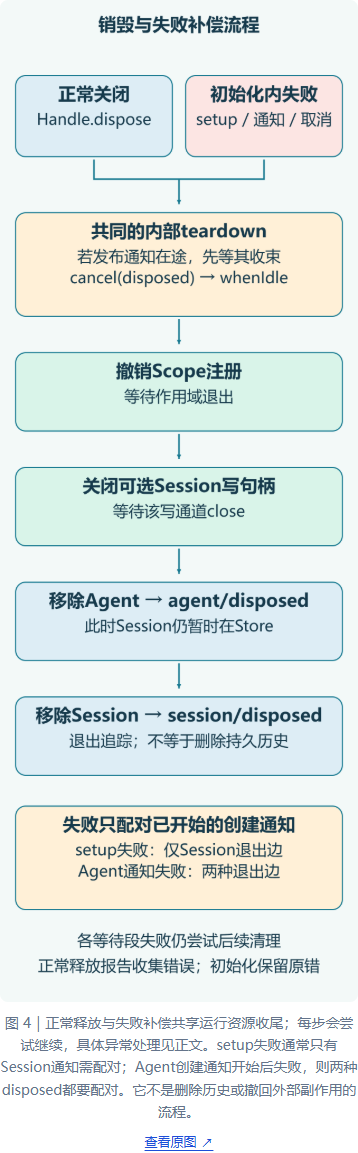 销毁与失败补偿流程
正常关闭
Handle.dispose
初始化内失败
setup / 通知 / 取消
共同的内部teardown
若发布通知在途，先等其收束
cancel(disposed) → whenIdle
撤销Scope注册
等待作用域退出
关闭可选Session写句柄
等待该写通道close
移除Agent → agent/disposed
此时Session仍暂时在Store
移除Session → session/disposed
退出追踪；不等于删除持久历史
失败只配对已开始的创建通知
setup失败：仅Session退出边
Agent通知失败：两种退出边
各等待段失败仍尝试后续清理
正常释放报告收集错误；初始化保留原错
图 4｜正常释放与失败补偿共享运行资源收尾；每步会尝
试继续，具体异常处理见正文。setup失败通常只有
Session通知需配对；Agent创建通知开始后失败，则两种
disposed都要配对。它不是删除历史或撤回外部副作用的
流程。
查看原图 ↗